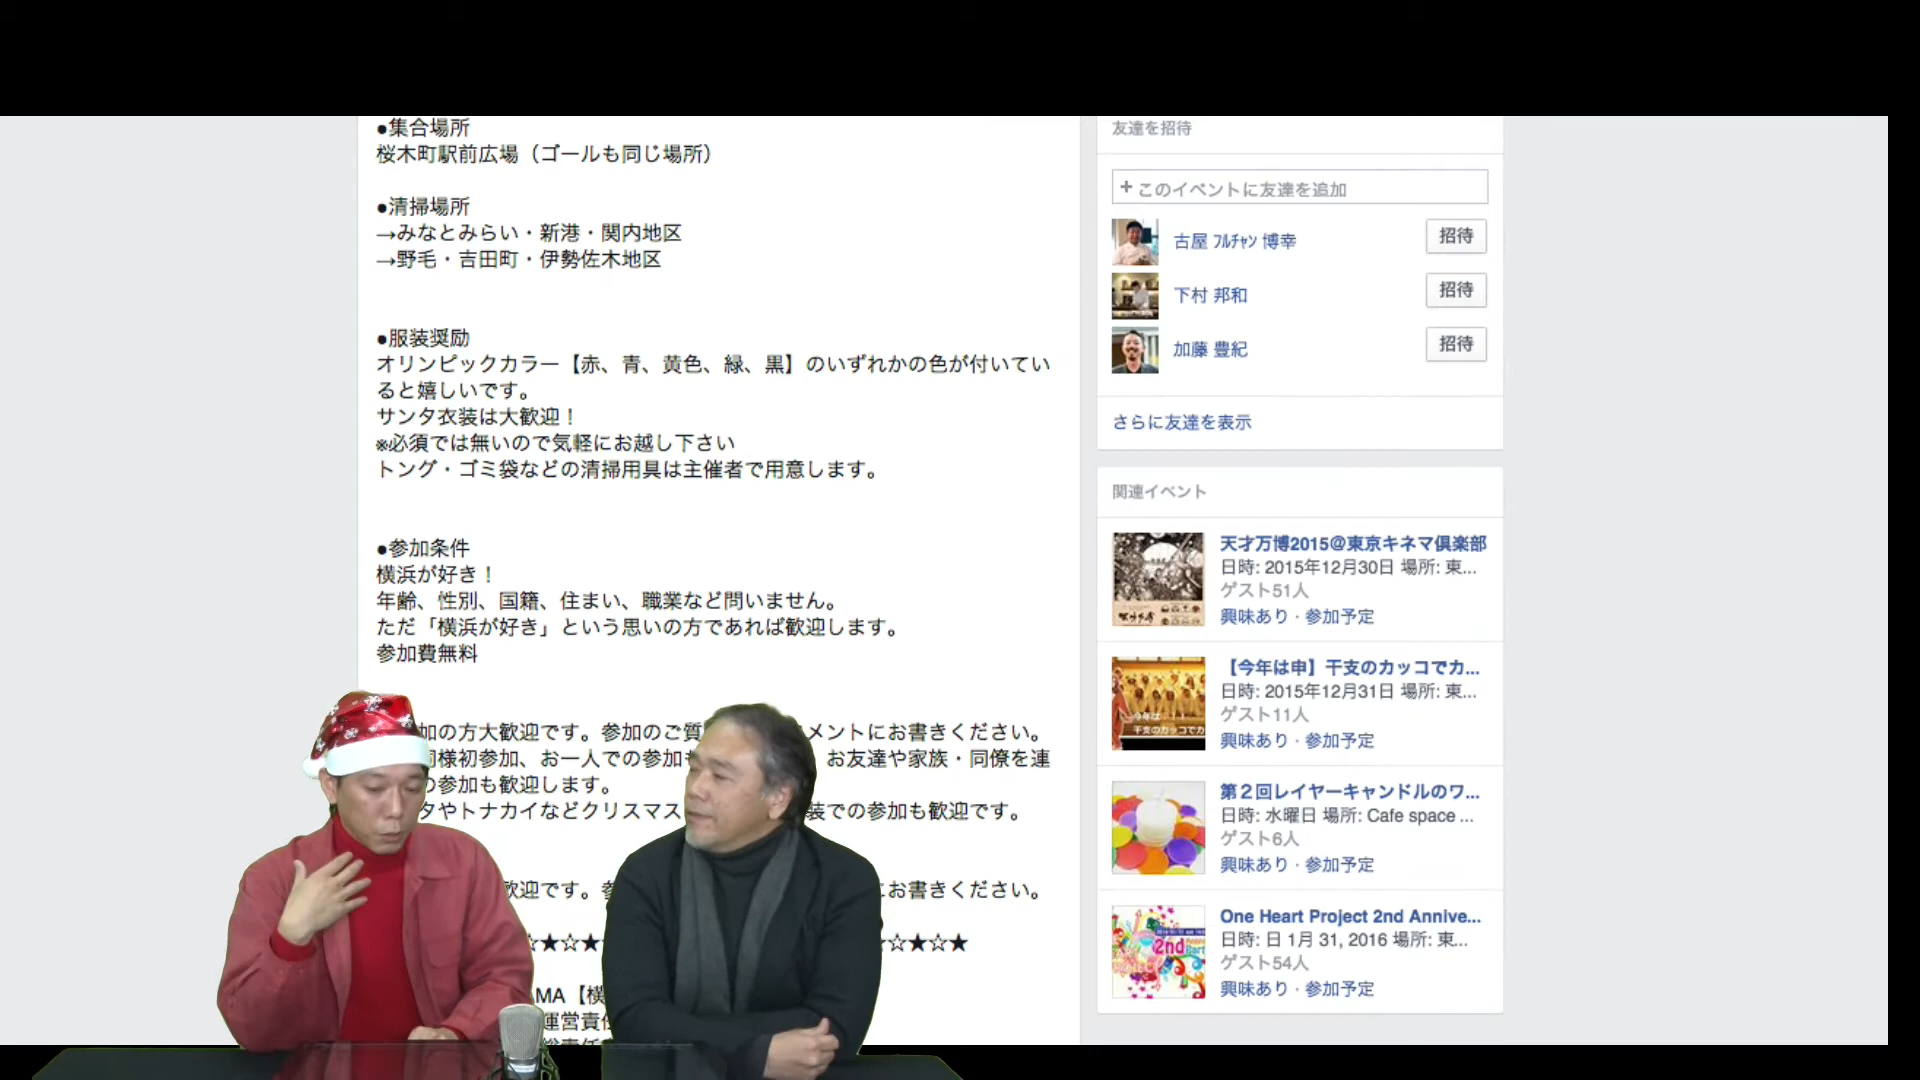 ●集合場所
桜木町駅前広場（ゴールも同じ場所）
●清掃場所
→みなとみらい・新港・関内地区
→野毛・吉田町・伊勢佐木地区
●服装奨励
オリンピックカラー【赤、青、黄色、緑、黒】のいずれかの色が付いてい
ると嬉しいです。
サンタ衣装は大歓迎！
※必須では無いので気軽にお越し下さい
トング・ゴミ袋などの清掃用具は主催者で用意します。
●参加条件
横浜が好き！
年齢、性別、国籍、住まい、職業など問いません。
ただ「横浜が好き」という思いの方であれば歓迎します。
参加費無料
加の方大歓迎です。参加のご質 メントにお書きください。
同様初参加、お一人での参加 お友達や家族・同僚を連
の参加も歓迎します。
タやトナカイなどクリスマス 装での参加も歓迎です。
歓迎です。 にお書きください。
☆★☆★ ☆★☆★
MA【横
運営責任
友達を招待
+ このイベントに友達を追加
古屋 ﾌﾙﾁｬﾝ 博幸 招待
下村 邦和 招待
加藤 豊紀 招待
さらに友達を表示
関連イベント
天才万博2015@東京キネマ倶楽部
日時: 2015年12月30日 場所: 東...
ゲスト51人
興味あり · 参加予定
【今年は申】干支のカッコでカ...
日時: 2015年12月31日 場所: 東...
ゲスト11人
興味あり · 参加予定
第２回レイヤーキャンドルのワ...
日時: 水曜日 場所: Cafe space ...
ゲスト6人
興味あり · 参加予定
One Heart Project 2nd Annive...
日時: 日 1月 31, 2016 場所: 東...
ゲスト54人
興味あり · 参加予定